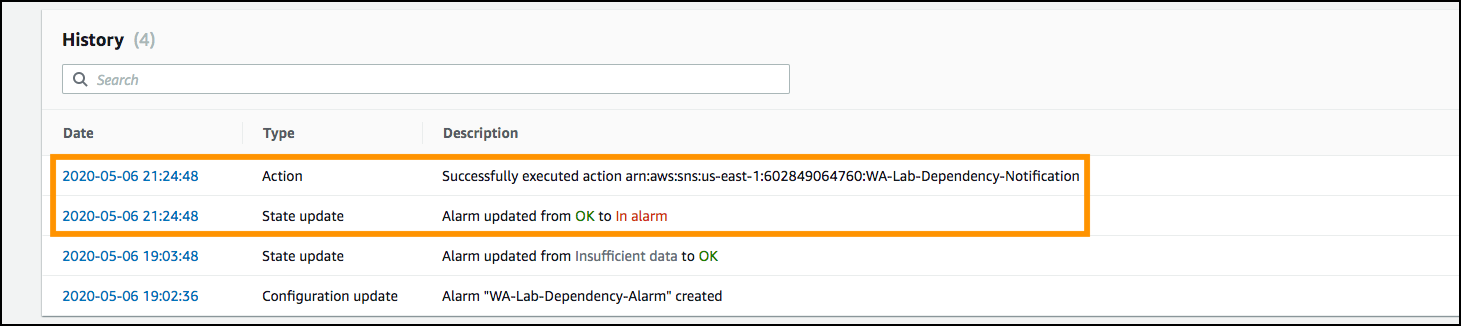 History (4)
Search
Date Type Description
2020-05-06 21:24:48 Action Successfully executed action arn:aws:sns:us-east-1:602849064760:WA-Lab-Dependency-Notification
2020-05-06 21:24:48 State update Alarm updated from OK to In alarm
2020-05-06 19:03:48 State update Alarm updated from Insufficient data to OK
2020-05-06 19:02:36 Configuration update Alarm "WA-Lab-Dependency-Alarm" created